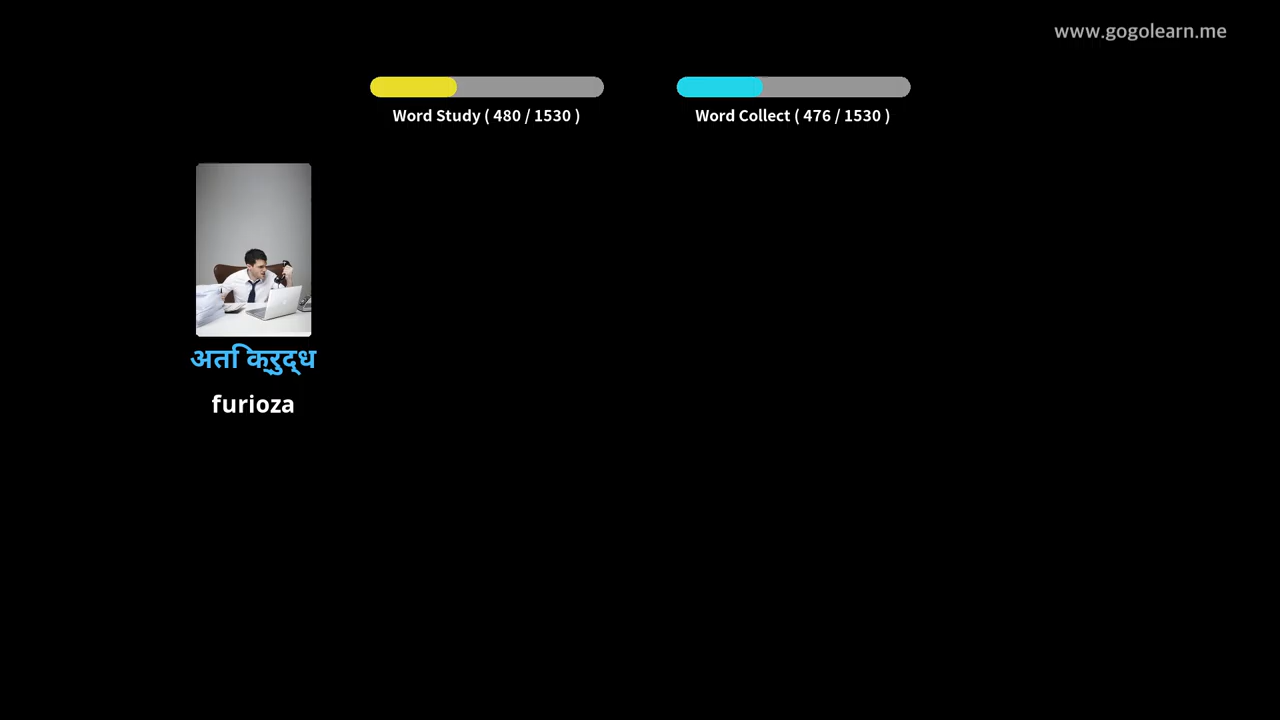 www.gogolearn.me
Word Study ( 480 / 1530 )
Word Collect ( 476 / 1530 )
अति क्रुद्ध
furioza